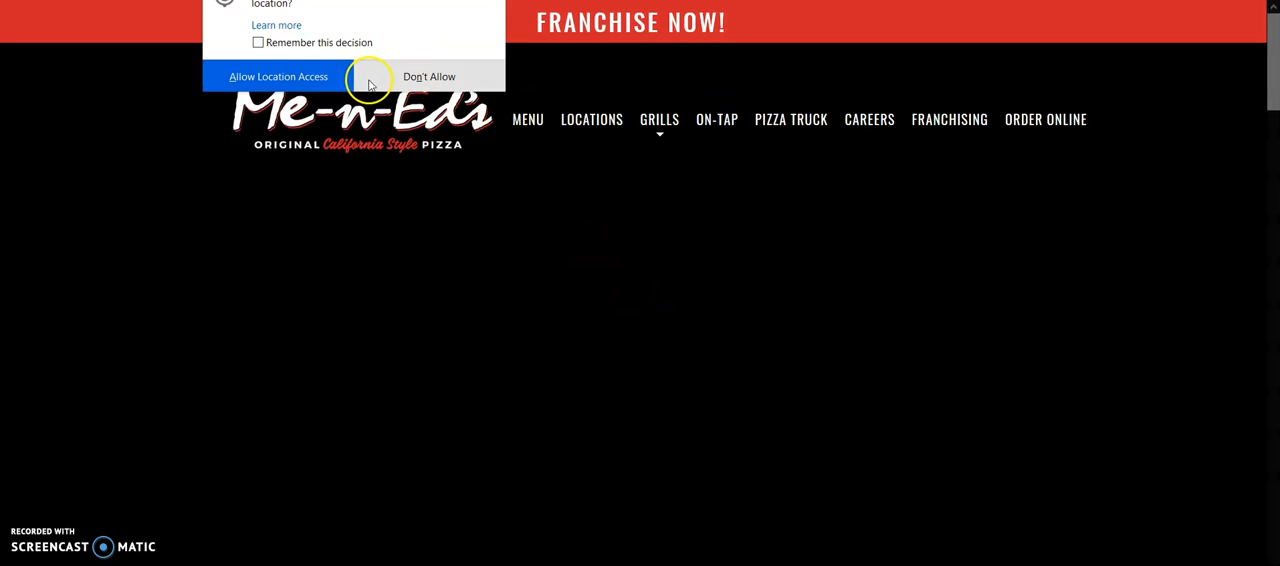 location?
Learn more
Remember this decision
Allow Location Access
Don't Allow
FRANCHISE NOW!
Me-n-Ed's
ORIGINAL California Style PIZZA
MENU LOCATIONS GRILLS ON-TAP PIZZA TRUCK CAREERS FRANCHISING ORDER ONLINE
RECORDED WITH
SCREENCAST MATIC